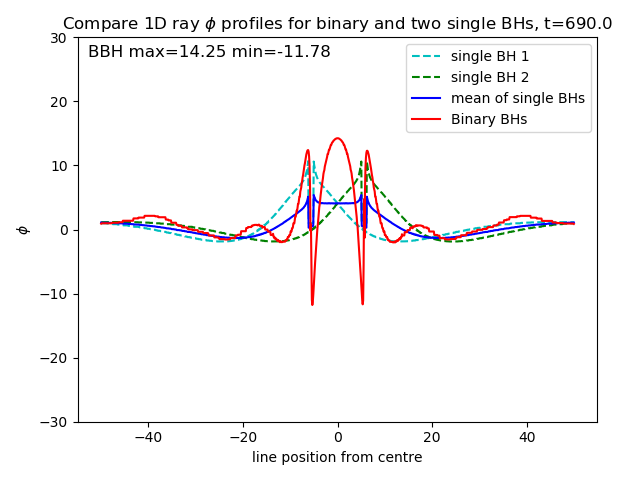 Compare 1D ray ϕ profiles for binary and two single BHs, t=690.0
BBH max=14.25 min=-11.78
single BH 1
single BH 2
mean of single BHs
Binary BHs
30
20
10
0
−10
−20
−30
ϕ
−40
−20
0
20
40
line position from centre